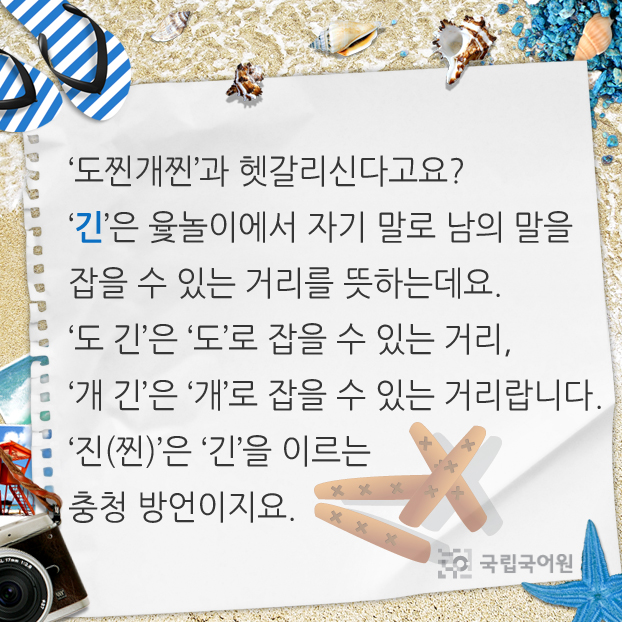 ‘도찐개찐’과 헷갈리신다고요?
‘긴’은 윷놀이에서 자기 말로 남의 말을
잡을 수 있는 거리를 뜻하는데요.
‘도 긴’은 ‘도’로 잡을 수 있는 거리,
‘개 긴’은 ‘개’로 잡을 수 있는 거리랍니다.
‘진(찐)’은 ‘긴’을 이르는
충청 방언이지요.
국립국어원